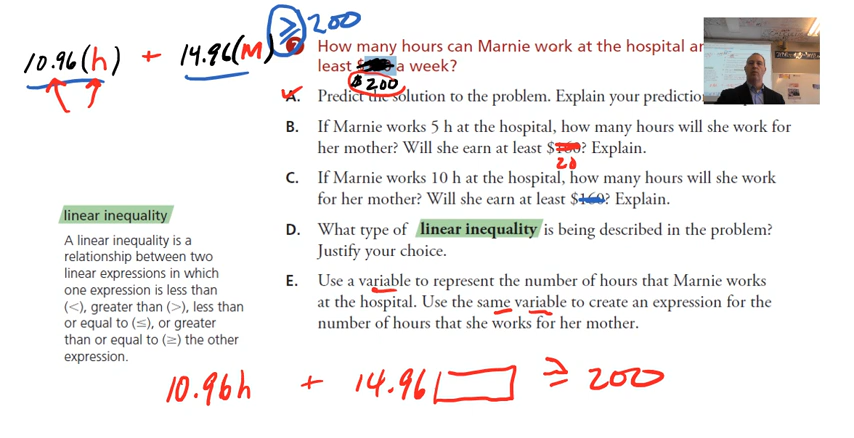 10.96(h) + 14.96(M) ≥ 200
How many hours can Marnie work at the hospital
least $ a week?
$200
A. Predict the solution to the problem. Explain your prediction
B. If Marnie works 5 h at the hospital, how many hours will she work for
her mother? Will she earn at least $160? Explain.
20
C. If Marnie works 10 h at the hospital, how many hours will she work
for her mother? Will she earn at least $160? Explain.
linear inequality
A linear inequality is a
relationship between two
linear expressions in which
one expression is less than
(<), greater than (>), less than
or equal to (≤), or greater
than or equal to (≥) the other
expression.
D. What type of linear inequality is being described in the problem?
Justify your choice.
E. Use a variable to represent the number of hours that Marnie works
at the hospital. Use the same variable to create an expression for the
number of hours that she works for her mother.
10.96h + 14.96 ≥ 200